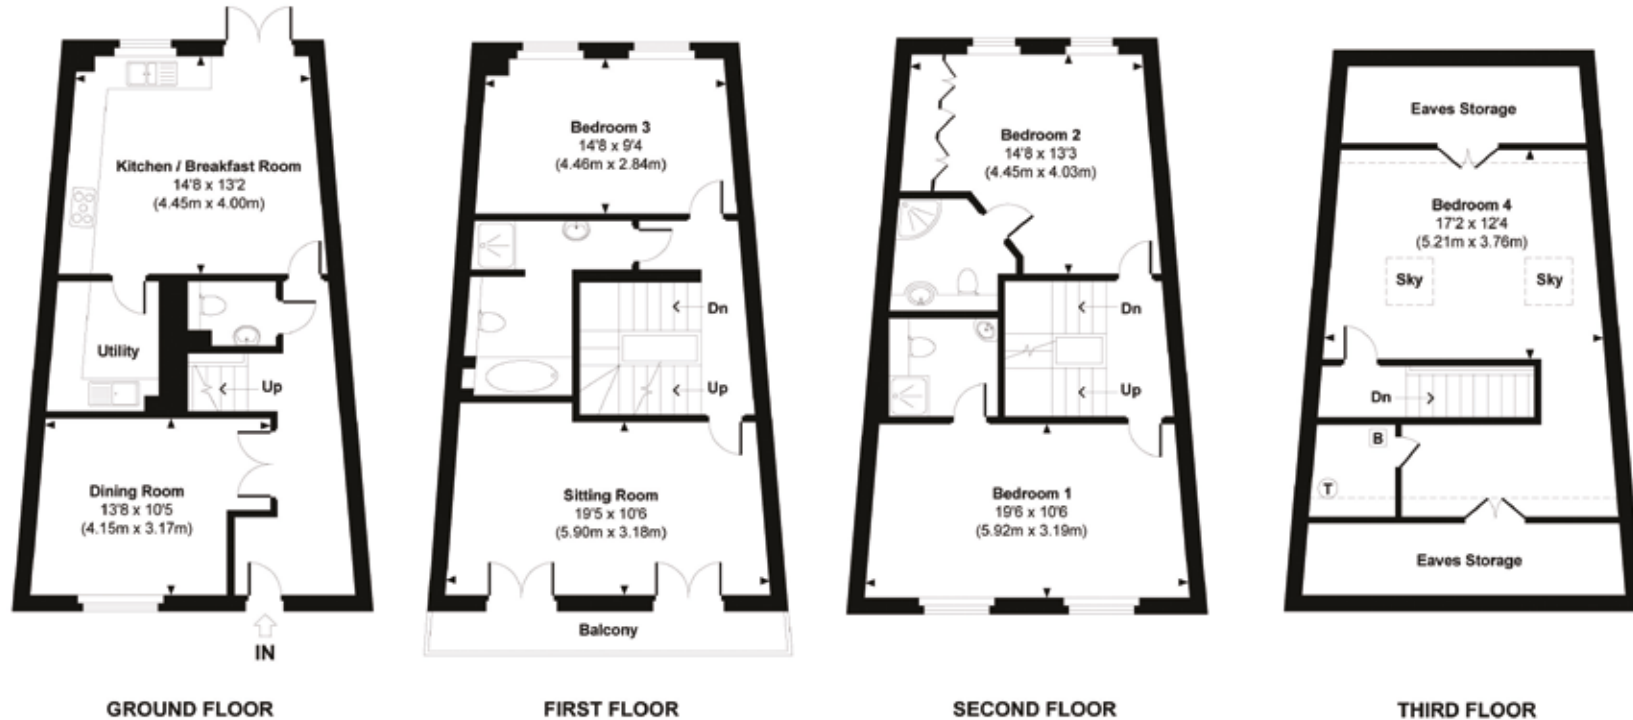 Kitchen / Breakfast Room
14'8 x 13'2
(4.45m x 4.00m)
Utility
Up
Dining Room
13'8 x 10'5
(4.15m x 3.17m)
IN
GROUND FLOOR
Bedroom 3
14'8 x 9'4
(4.46m x 2.84m)
Dn
Up
Sitting Room
19'5 x 10'6
(5.90m x 3.18m)
Balcony
FIRST FLOOR
Bedroom 2
14'8 x 13'3
(4.45m x 4.03m)
Dn
Up
Bedroom 1
19'6 x 10'6
(5.92m x 3.19m)
SECOND FLOOR
Eaves Storage
Bedroom 4
17'2 x 12'4
(5.21m x 3.76m)
Sky
Sky
Dn
B
T
Eaves Storage
THIRD FLOOR